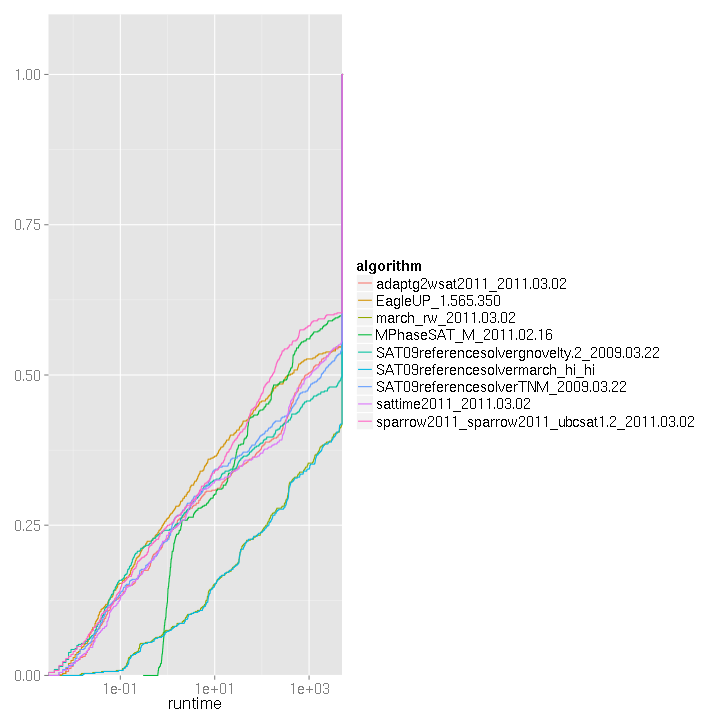 1.00
0.75
0.50
0.25
0.00
1e-01 1e+01 1e+03
runtime
algorithm
adaptg2wsat2011_2011.03.02
EagleUP_1.565.350
march_rw_2011.03.02
MPhaseSAT_M_2011.02.16
SAT09referencesolvergnovelty.2_2009.03.22
SAT09referencesolvermarch_hi_hi
SAT09referencesolverTNM_2009.03.22
sattime2011_2011.03.02
sparrow2011_sparrow2011_ubcsat1.2_2011.03.02